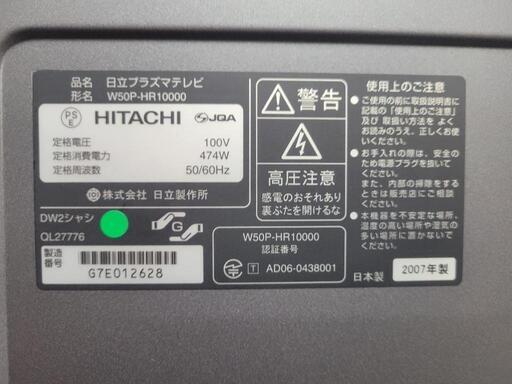 品名 日立プラズマテレビ
形名 W50P-HR10000
PS
E
HITACHI
JQA
定格電圧 100V
定格消費電力 474W
定格周波数 50/60Hz
株式会社 日立製作所
DW2シャシ
QL27776
G
製造
番号
G7E012628
警告
高圧注意
感電のおそれあり
裏ぶたを開けるな
W50P-HR10000
認証番号
T AD06-0438001
使用上のご注意
●ご使用の前に取扱説明書に
記載の「使用上のご注意」
及び 取扱い方法を よく
お読みのうえ、正しくお使
いください。
●お手入れの際は、安全の
ため電源プラグを抜いて
ください。
また、内部の掃除をする
ときは販売店にご相談く
ださい。
●本機器を不安定な場所、
温度の高い場所や湿気の
多い場所に置かないでく
ださい。
日本製
2007年製